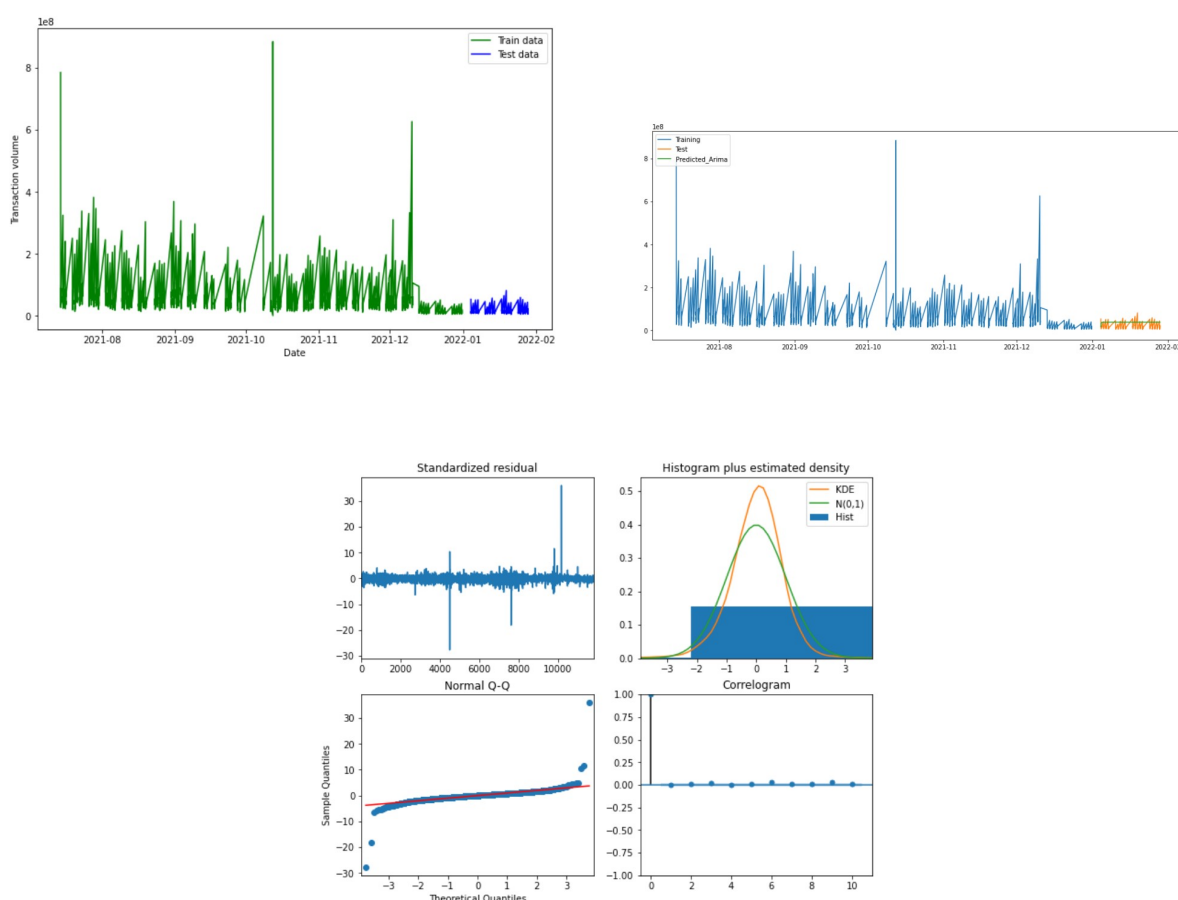 1e8
Train data
Test data
8
6
4
2
0
Transaction volume
2021-08 2021-09 2021-10 2021-11 2021-12 2022-01 2022-02
Date
1e8
Training
Test
Predicted_Arima
8
6
4
2
0
2021-08 2021-09 2021-10 2021-11 2021-12 2022-01
Standardized residual
30
20
10
0
−10
−20
−30
0 2000 4000 6000 8000 10000
Histogram plus estimated density
KDE
N(0,1)
Hist
0.5
0.4
0.3
0.2
0.1
0.0
−3 −2 −1 0 1 2 3
Normal Q-Q
Sample Quantiles
30
20
10
0
−10
−20
−30
−3 −2 −1 0 1 2 3
Theoretical Quantiles
Correlogram
1.00
0.75
0.50
0.25
0.00
−0.25
−0.50
−0.75
−1.00
0 2 4 6 8 10